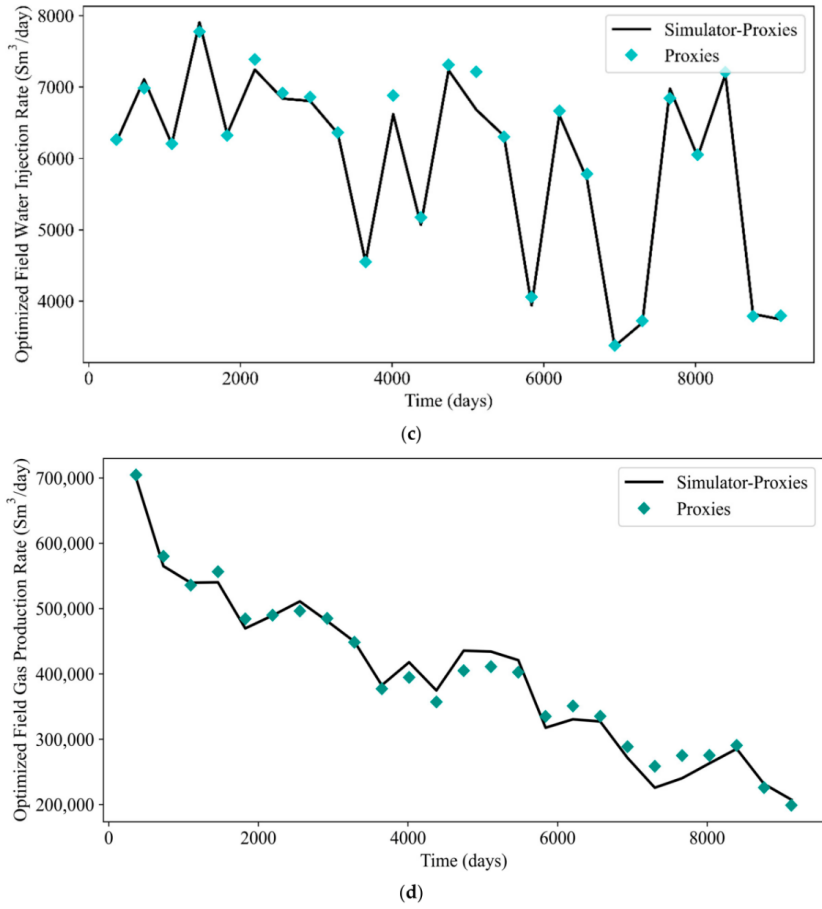 Optimized Field Water Injection Rate (Sm³/day)
8000
7000
6000
5000
4000
Simulator-Proxies
Proxies
0 2000 4000 6000 8000
Time (days)
(c)
Optimized Field Gas Production Rate (Sm³/day)
700,000
600,000
500,000
400,000
300,000
200,000
Simulator-Proxies
Proxies
0 2000 4000 6000 8000
Time (days)
(d)